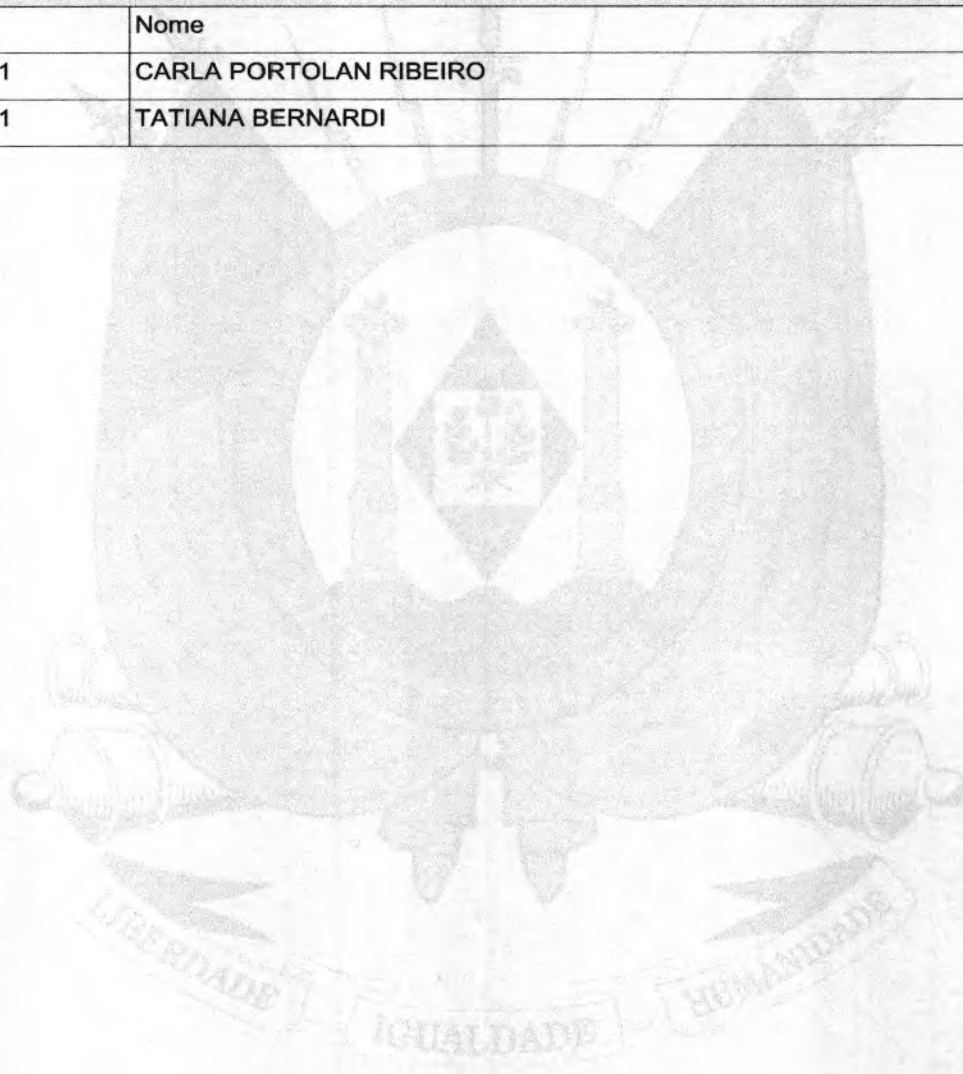 Nome
1 CARLA PORTOLAN RIBEIRO
1 TATIANA BERNARDI
LIBERDADE IGUALDADE HUMANIDADE